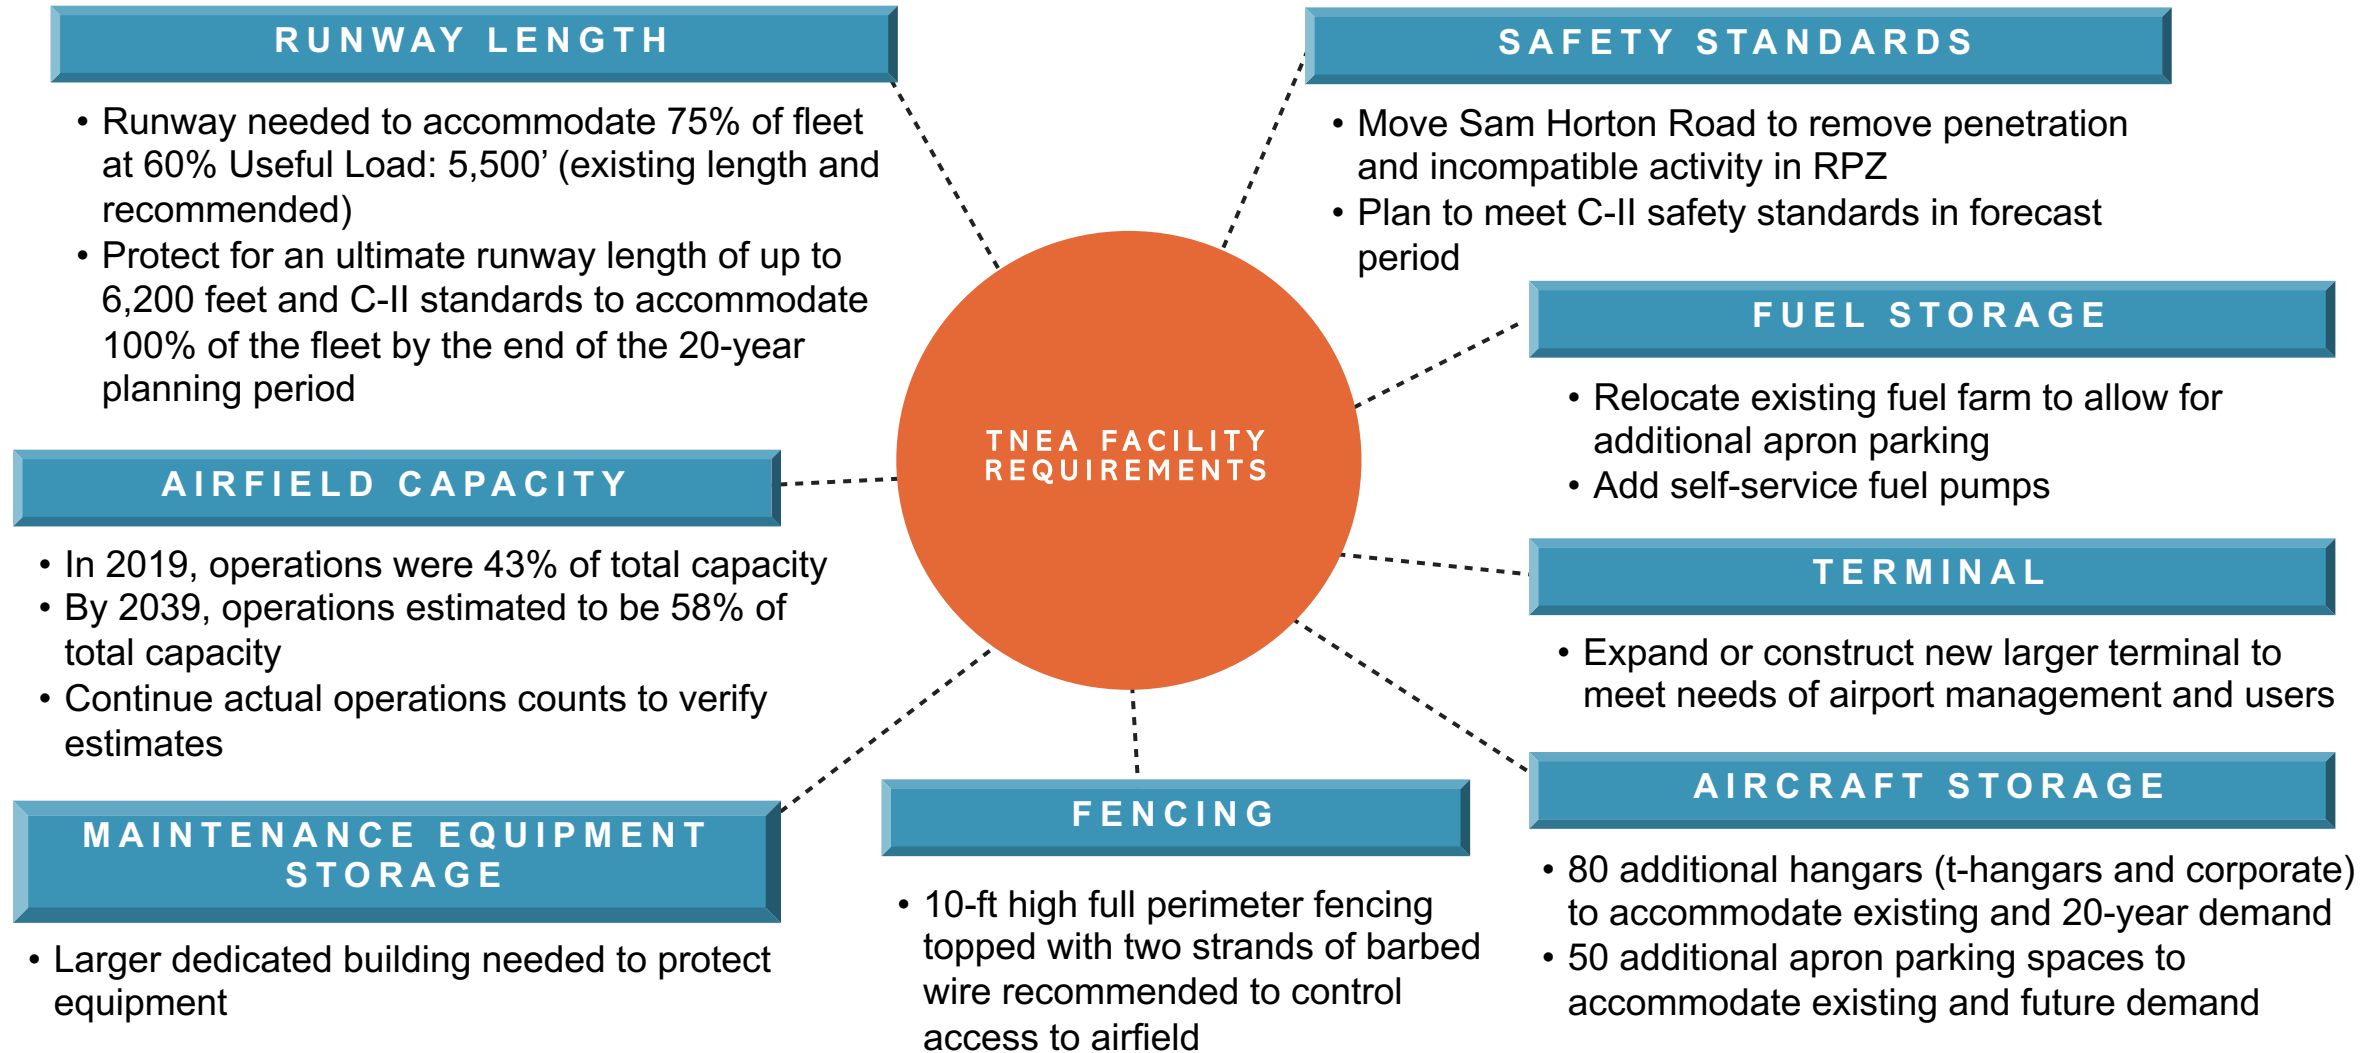 RUNWAY LENGTH
• Runway needed to accommodate 75% of fleet
at 60% Useful Load: 5,500’ (existing length and
recommended)
• Protect for an ultimate runway length of up to
6,200 feet and C-II standards to accommodate
100% of the fleet by the end of the 20-year
planning period
AIRFIELD CAPACITY
• In 2019, operations were 43% of total capacity
• By 2039, operations estimated to be 58% of
total capacity
• Continue actual operations counts to verify
estimates
MAINTENANCE EQUIPMENT
STORAGE
• Larger dedicated building needed to protect
equipment
TNEA FACILITY
REQUIREMENTS
FENCING
• 10-ft high full perimeter fencing
topped with two strands of barbed
wire recommended to control
access to airfield
SAFETY STANDARDS
• Move Sam Horton Road to remove penetration
and incompatible activity in RPZ
• Plan to meet C-II safety standards in forecast
period
FUEL STORAGE
• Relocate existing fuel farm to allow for
additional apron parking
• Add self-service fuel pumps
TERMINAL
• Expand or construct new larger terminal to
meet needs of airport management and users
AIRCRAFT STORAGE
• 80 additional hangars (t-hangars and corporate)
to accommodate existing and 20-year demand
• 50 additional apron parking spaces to
accommodate existing and future demand